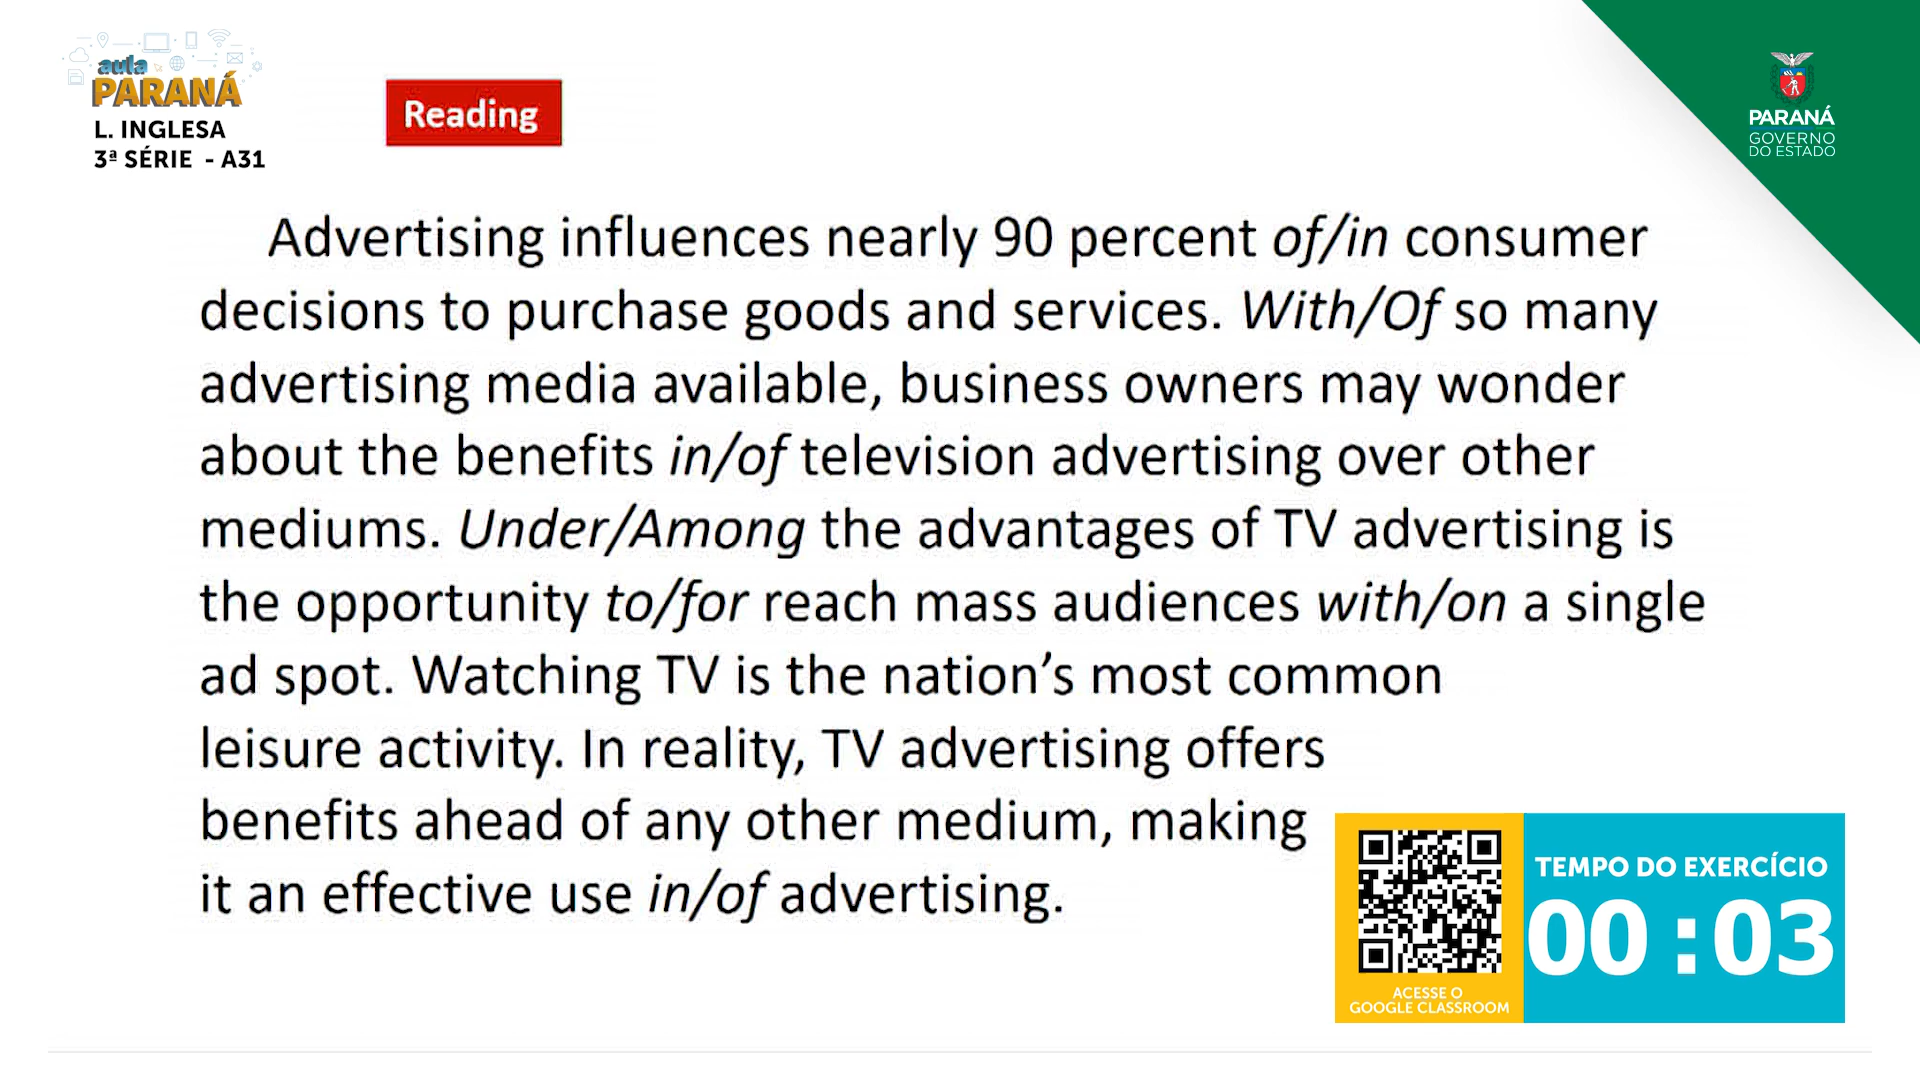 aula
PARANÁ
L. INGLESA
3ª SÉRIE - A31
Reading
PARANÁ
GOVERNO
DO ESTADO
Advertising influences nearly 90 percent of/in consumer
decisions to purchase goods and services. With/Of so many
advertising media available, business owners may wonder
about the benefits in/of television advertising over other
mediums. Under/Among the advantages of TV advertising is
the opportunity to/for reach mass audiences with/on a single
ad spot. Watching TV is the nation’s most common
leisure activity. In reality, TV advertising offers
benefits ahead of any other medium, making
it an effective use in/of advertising.
TEMPO DO EXERCÍCIO
00:03
ACESSE O
GOOGLE CLASSROOM